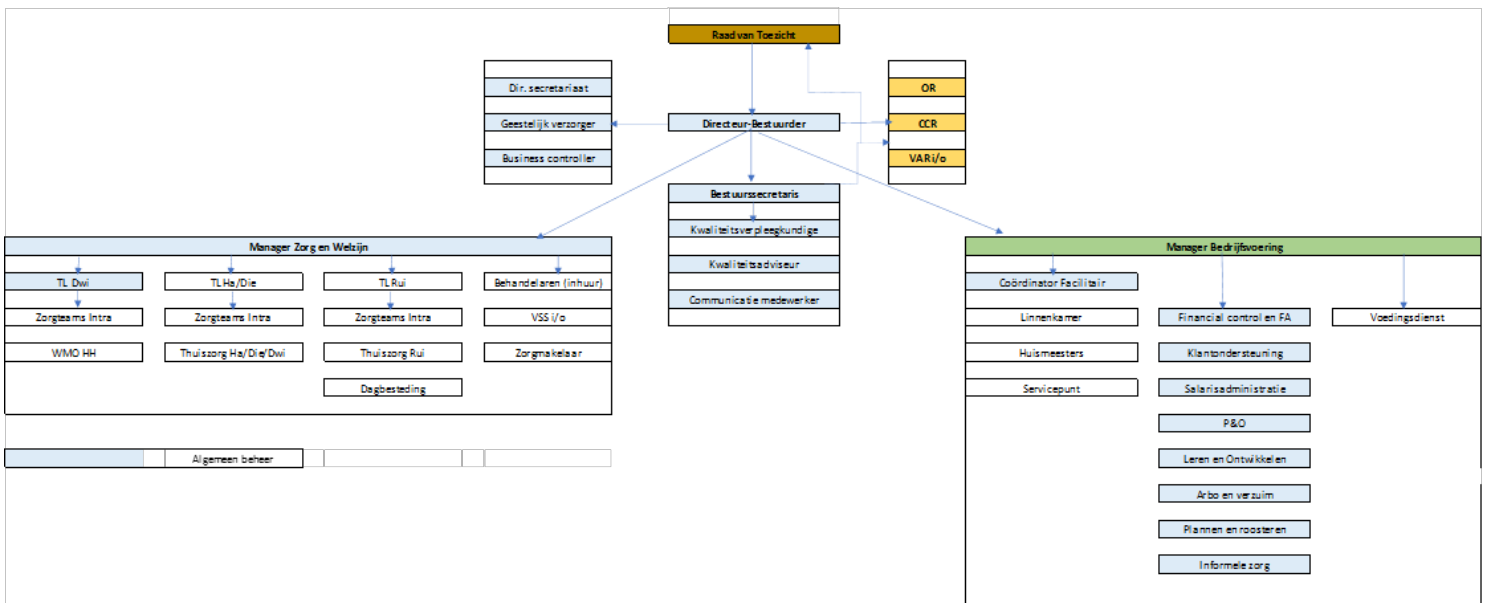 Raad van Toezicht
Dir. secretariaat
OR
Geestelijk verzorger
Directeur-Bestuurder
CCR
Business controller
VAR i/o
Bestuurssecretaris
Kwaliteitsverpleegkundige
Kwaliteitsadviseur
Communicatie medewerker
Manager Zorg en Welzijn
TL Dwi
TL Ha/Die
TL Rui
Behandelaren (inhuur)
Zorgteams Intra
Zorgteams Intra
Zorgteams Intra
VSS i/o
WMO HH
Thuiszorg Ha/Die/Dwi
Thuiszorg Rui
Zorgmakelaar
Dagbesteding
Algemeen beheer
Manager Bedrijfsvoering
Coördinator Facilitair
Linnenkamer
Financial control en FA
Voedingsdienst
Huismeesters
Klantondersteuning
Servicepunt
Salarisadministratie
P&O
Leren en Ontwikkelen
Arbo en verzuim
Plannen en roosteren
Informele zorg